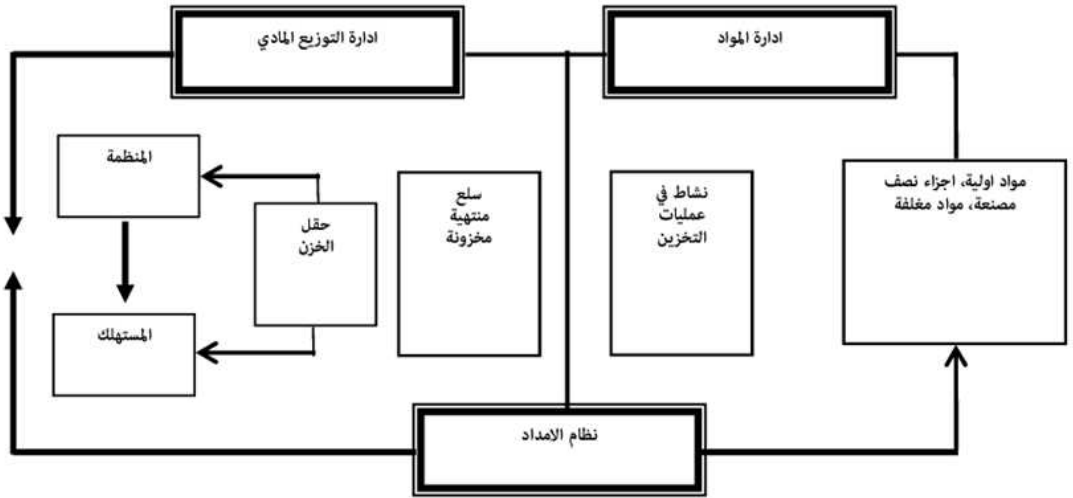 ادارة المواد
ادارة التوزيع المادي
مواد اولية، اجزاء نصف
مصنعة، مواد مغلفة
نشاط في
عمليات
التخزين
سلع
منتهية
مخزونة
حقل
الخزن
المنظمة
المستهلك
نظام الامداد